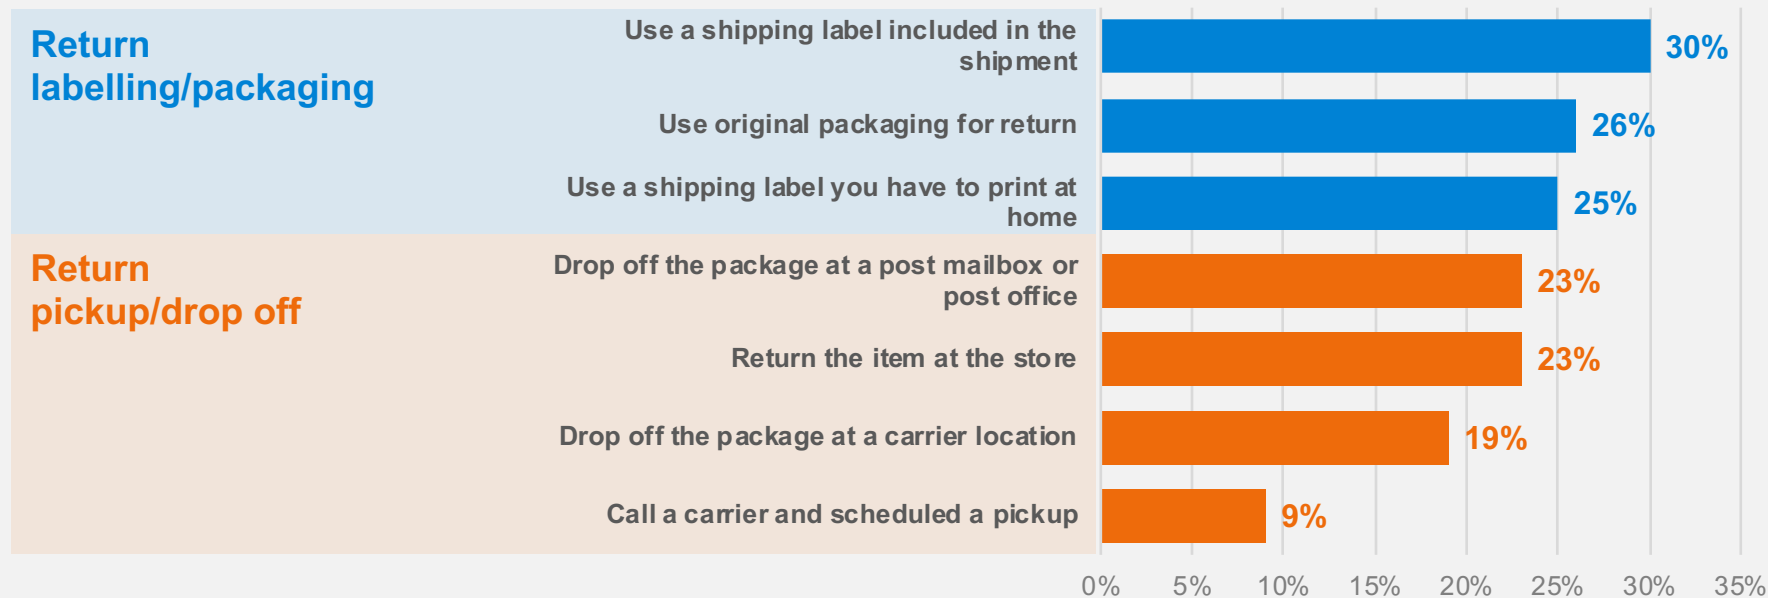 Return
labelling/packaging
Use a shipping label included in the
shipment
30%
Use original packaging for return
26%
Use a shipping label you have to print at
home
25%
Return
pickup/drop off
Drop off the package at a post mailbox or
post office
23%
Return the item at the store
23%
Drop off the package at a carrier location
19%
Call a carrier and scheduled a pickup
9%
0% 5% 10% 15% 20% 25% 30% 35%